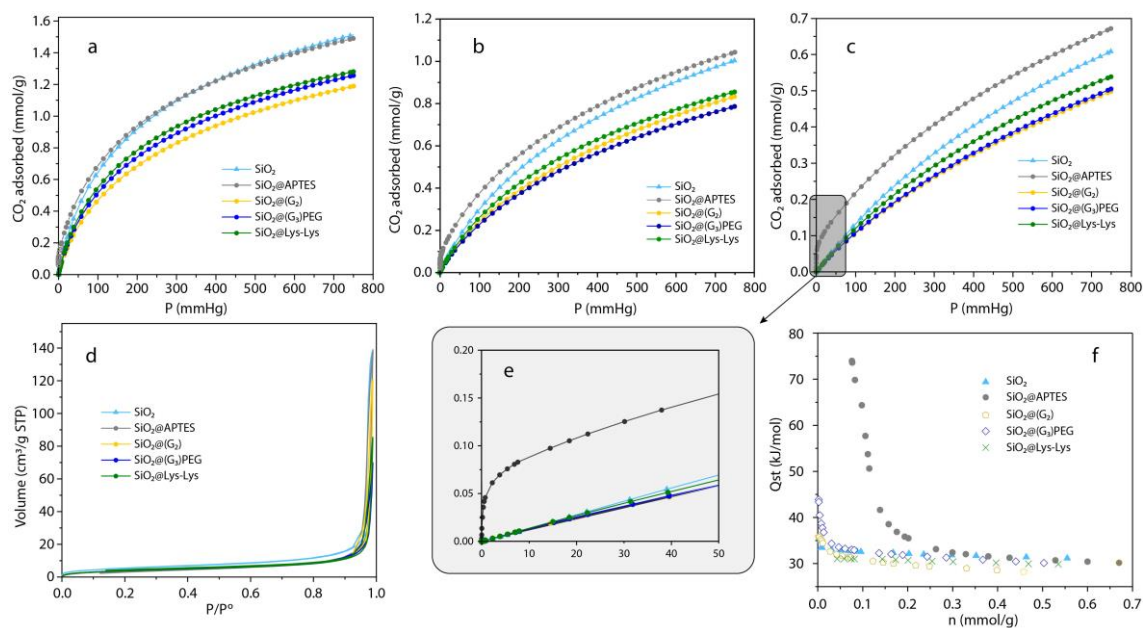 a
CO₂ adsorbed (mmol/g)
1.6
1.4
1.2
1.0
0.8
0.6
0.4
0.2
0.0
SiO₂
SiO₂@APTES
SiO₂@(G₂)
SiO₂@(G₃)PEG
SiO₂@Lys-Lys
0 100 200 300 400 500 600 700 800
P (mmHg)
b
CO₂ adsorbed (mmol/g)
1.2
1.0
0.8
0.6
0.4
0.2
0.0
SiO₂
SiO₂@APTES
SiO₂@(G₂)
SiO₂@(G₃)PEG
SiO₂@Lys-Lys
0 100 200 300 400 500 600 700 800
P (mmHg)
c
CO₂ adsorbed (mmol/g)
0.7
0.6
0.5
0.4
0.3
0.2
0.1
0.0
SiO₂
SiO₂@APTES
SiO₂@(G₂)
SiO₂@(G₃)PEG
SiO₂@Lys-Lys
0 100 200 300 400 500 600 700 800
P (mmHg)
d
Volume (cm³/g STP)
140
120
100
80
60
40
20
0
SiO₂
SiO₂@APTES
SiO₂@(G₂)
SiO₂@(G₃)PEG
SiO₂@Lys-Lys
0.0 0.2 0.4 0.6 0.8 1.0
P/Pº
e
0.20
0.15
0.10
0.05
0.00
0 10 20 30 40 50
f
Qst (kJ/mol)
80
70
60
50
40
30
SiO₂
SiO₂@APTES
SiO₂@(G₂)
SiO₂@(G₃)PEG
SiO₂@Lys-Lys
0.0 0.1 0.2 0.3 0.4 0.5 0.6 0.7
n (mmol/g)